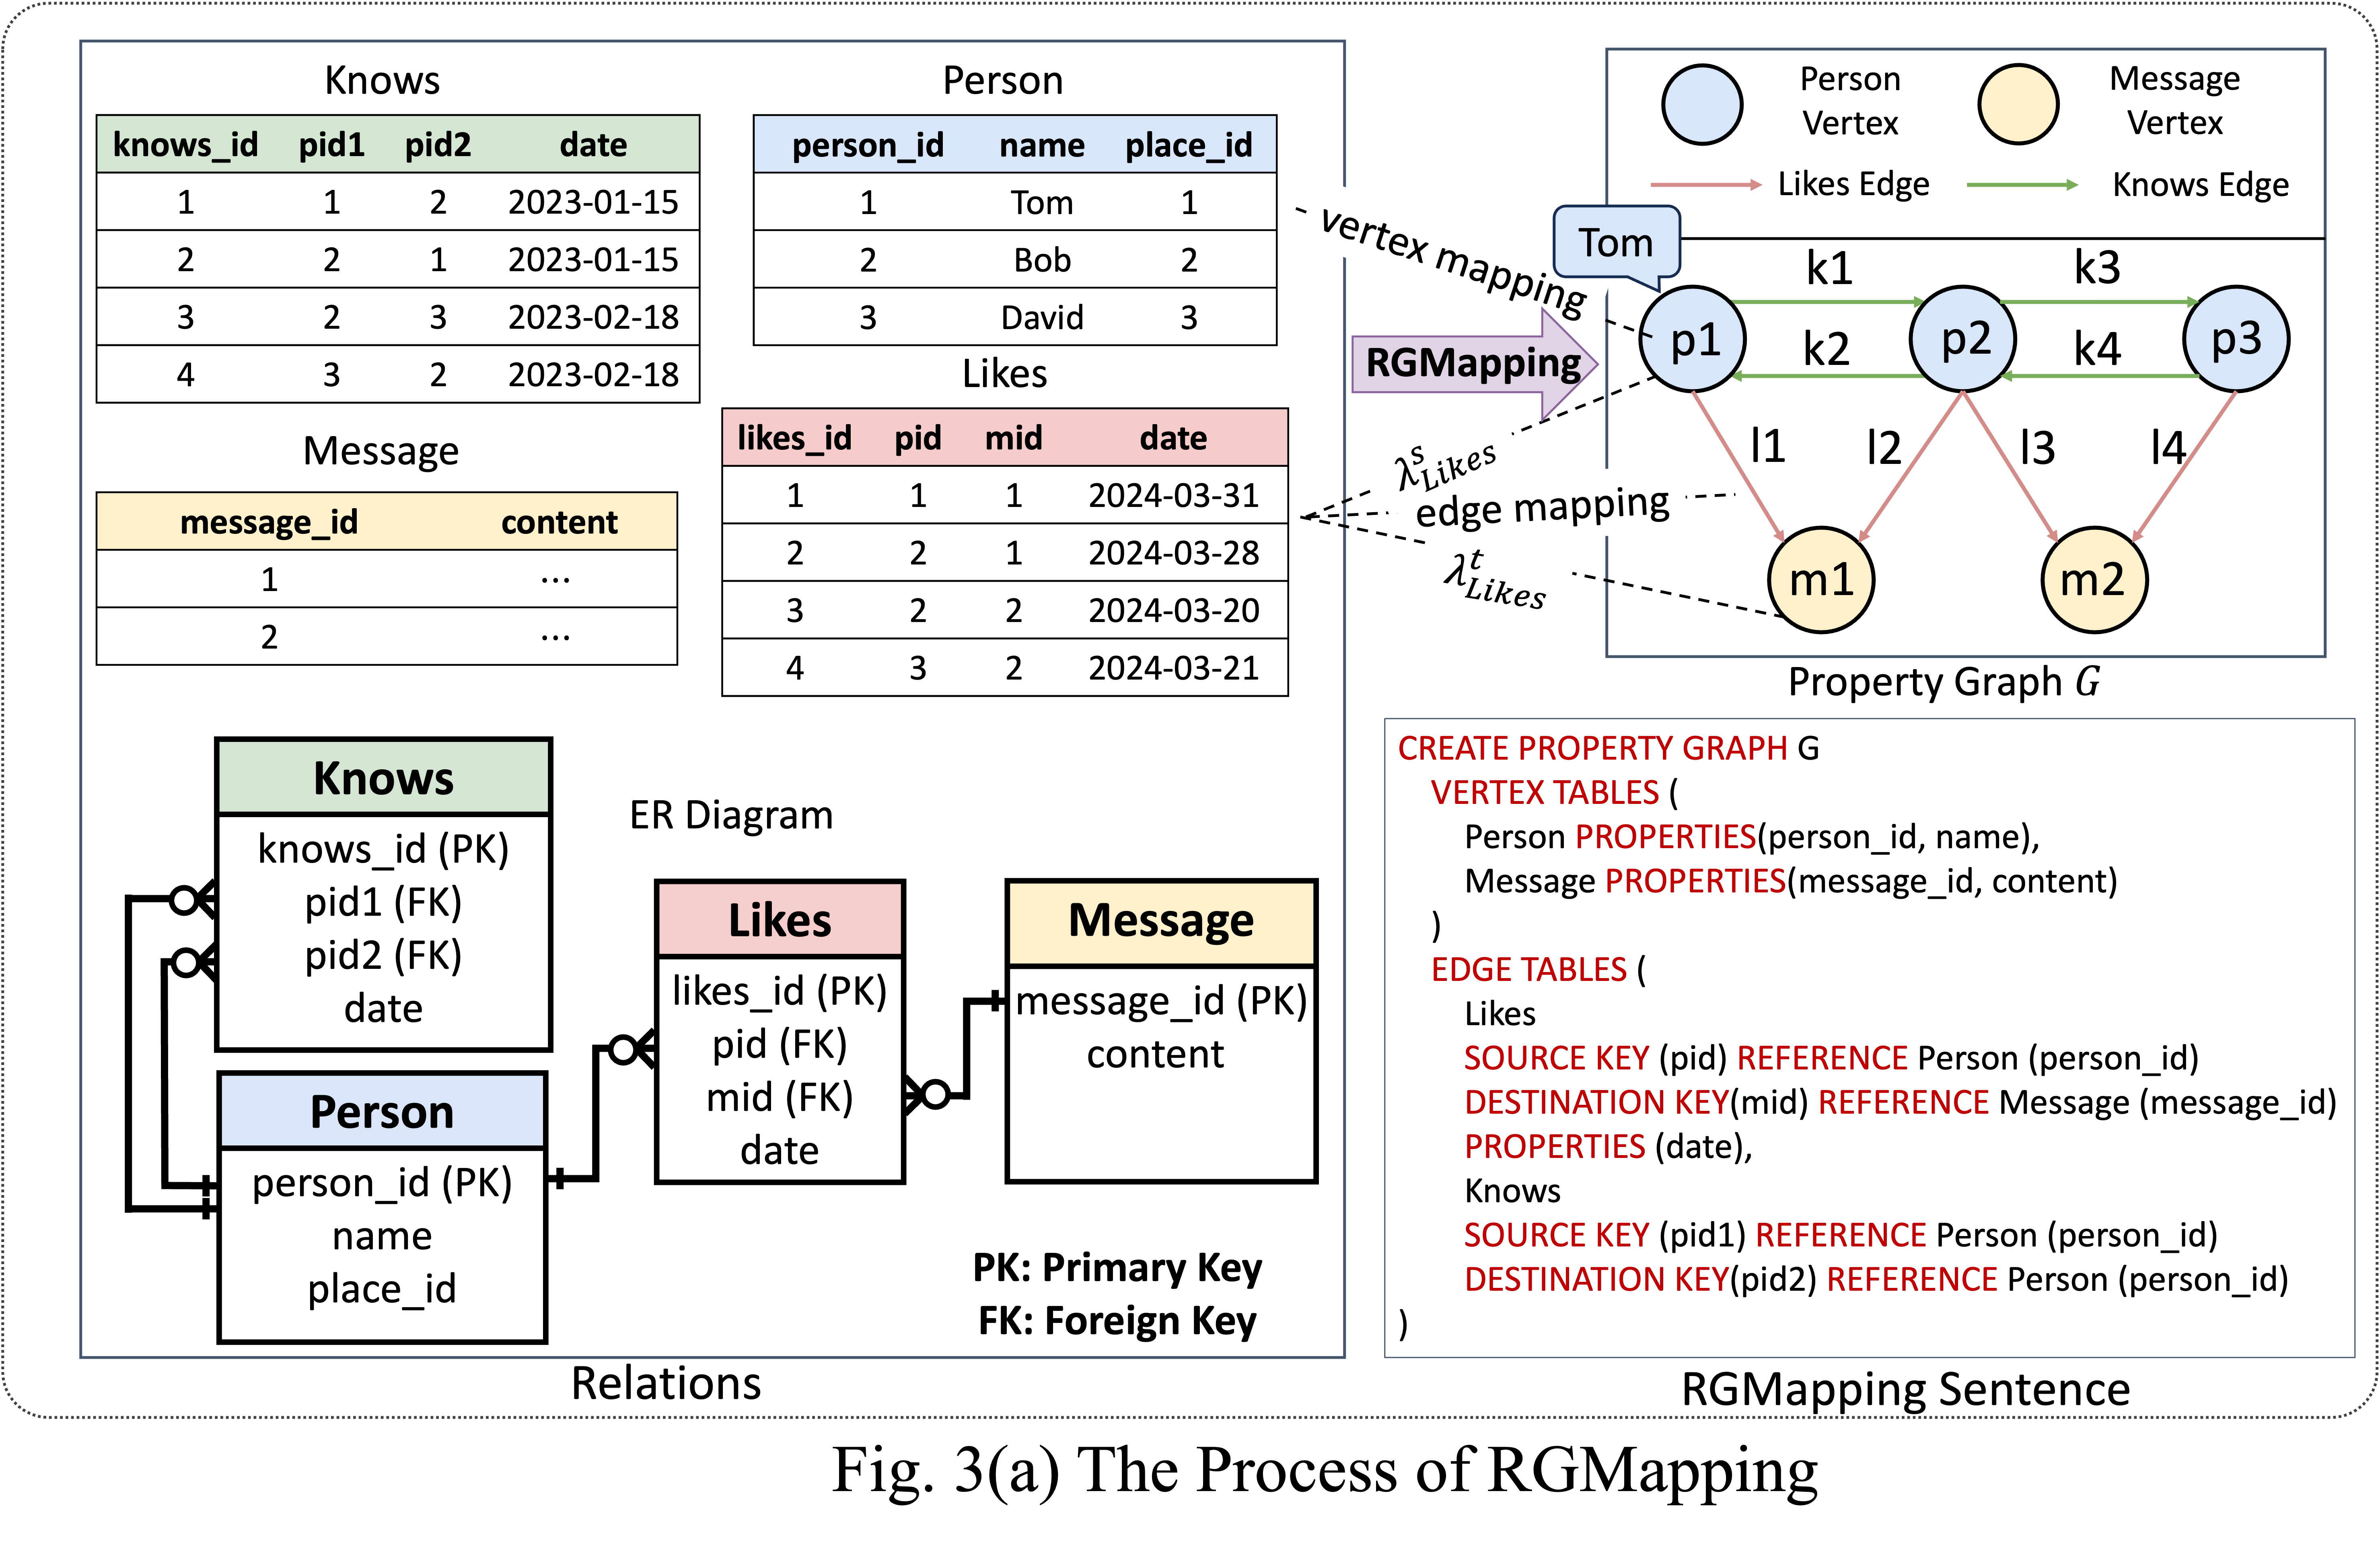 Knows
knows_id pid1 pid2 date
1 1 2 2023-01-15
2 2 1 2023-01-15
3 2 3 2023-02-18
4 3 2 2023-02-18
Person
person_id name place_id
1 Tom 1
2 Bob 2
3 David 3
Message
message_id content
1 ...
2 ...
Likes
likes_id pid mid date
1 1 1 2024-03-31
2 2 1 2024-03-28
3 2 2 2024-03-20
4 3 2 2024-03-21
ER Diagram
Knows
knows_id (PK)
pid1 (FK)
pid2 (FK)
date
Person
person_id (PK)
name
place_id
Likes
likes_id (PK)
pid (FK)
mid (FK)
date
Message
message_id (PK)
content
PK: Primary Key
FK: Foreign Key
Relations
vertex mapping
RGMapping
λ^s_Likes
edge mapping
λ^t_Likes
Person
Vertex
Message
Vertex
Likes Edge
Knows Edge
Tom
k1 k3
p1 p2 p3
k2 k4
l1 l2 l3 l4
m1 m2
Property Graph G
CREATE PROPERTY GRAPH G
VERTEX TABLES (
Person PROPERTIES(person_id, name),
Message PROPERTIES(message_id, content)
)
EDGE TABLES (
Likes
SOURCE KEY (pid) REFERENCE Person (person_id)
DESTINATION KEY(mid) REFERENCE Message (message_id)
PROPERTIES (date),
Knows
SOURCE KEY (pid1) REFERENCE Person (person_id)
DESTINATION KEY(pid2) REFERENCE Person (person_id)
)
RGMapping Sentence
Fig. 3(a) The Process of RGMapping